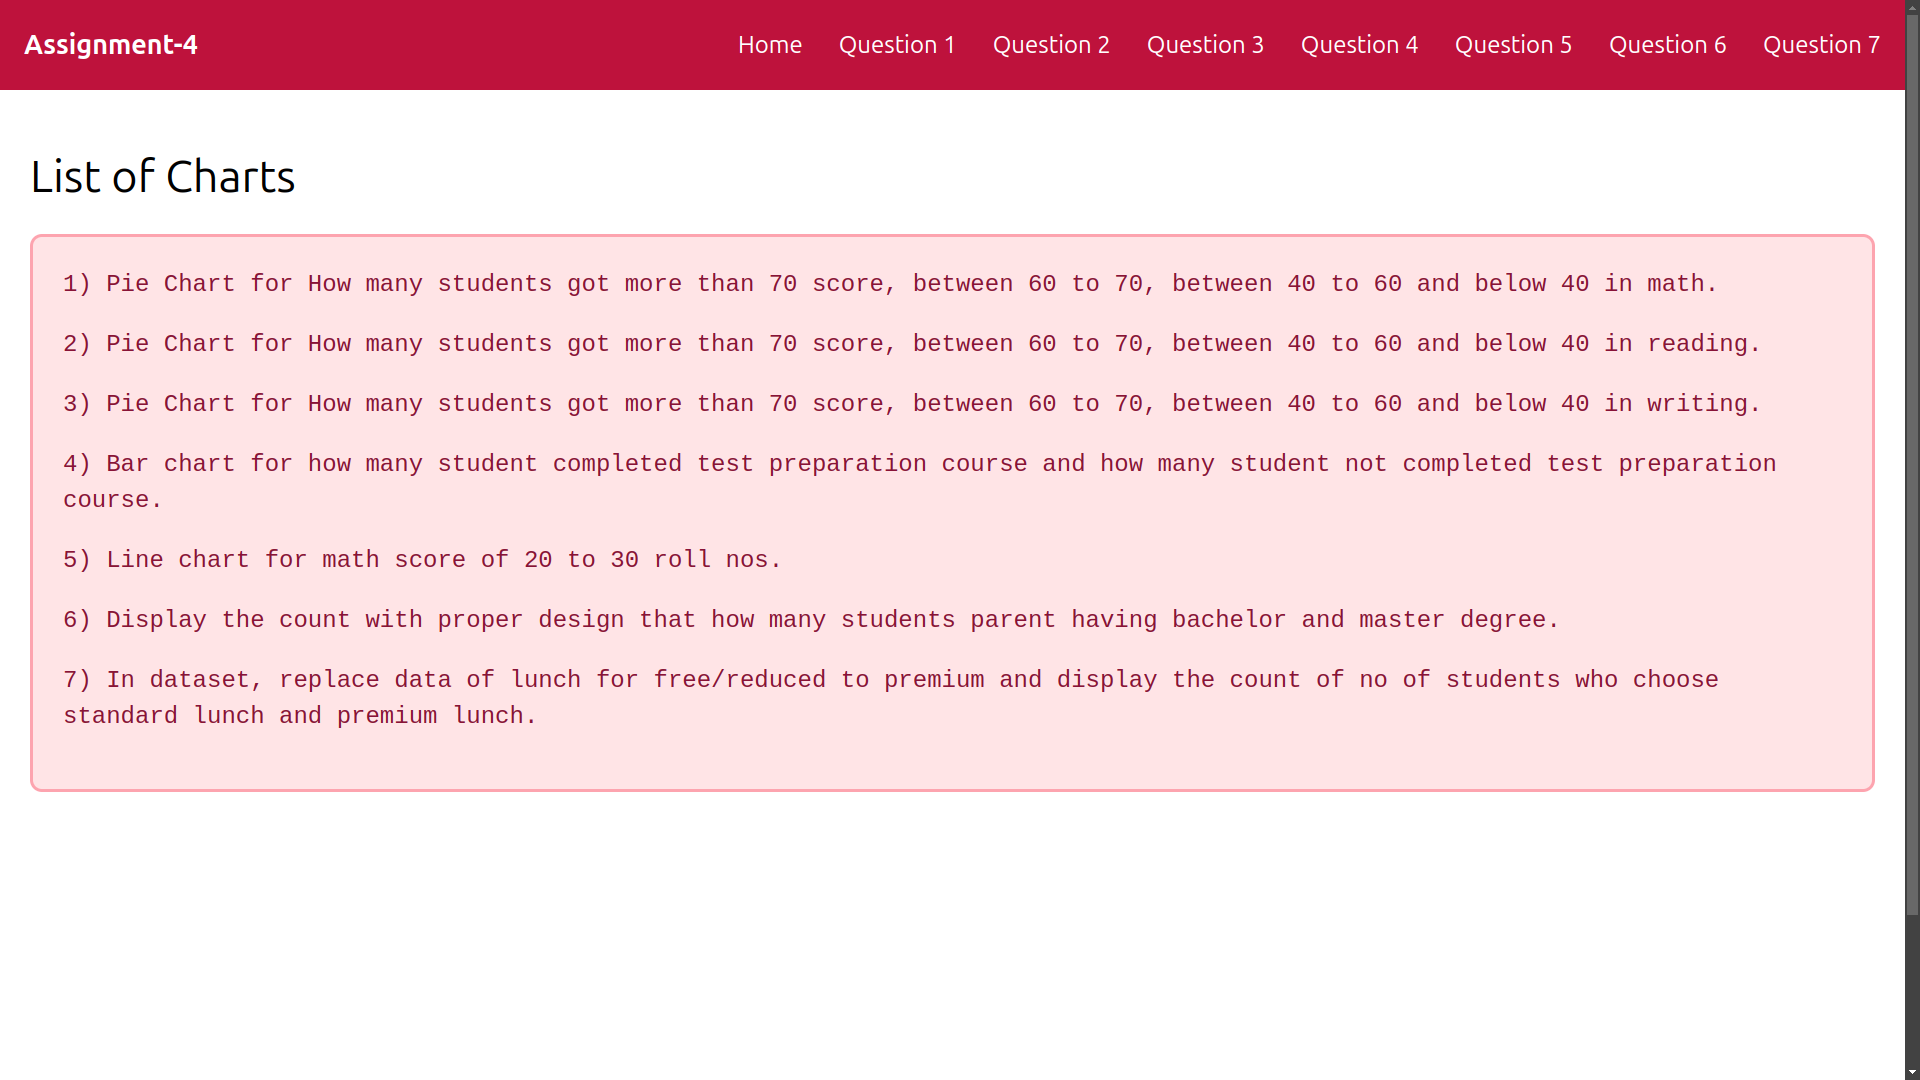 Assignment-4
Home
Question 1
Question 2
Question 3
Question 4
Question 5
Question 6
Question 7
List of Charts
1) Pie Chart for How many students got more than 70 score, between 60 to 70, between 40 to 60 and below 40 in math.
2) Pie Chart for How many students got more than 70 score, between 60 to 70, between 40 to 60 and below 40 in reading.
3) Pie Chart for How many students got more than 70 score, between 60 to 70, between 40 to 60 and below 40 in writing.
4) Bar chart for how many student completed test preparation course and how many student not completed test preparation
course.
5) Line chart for math score of 20 to 30 roll nos.
6) Display the count with proper design that how many students parent having bachelor and master degree.
7) In dataset, replace data of lunch for free/reduced to premium and display the count of no of students who choose
standard lunch and premium lunch.